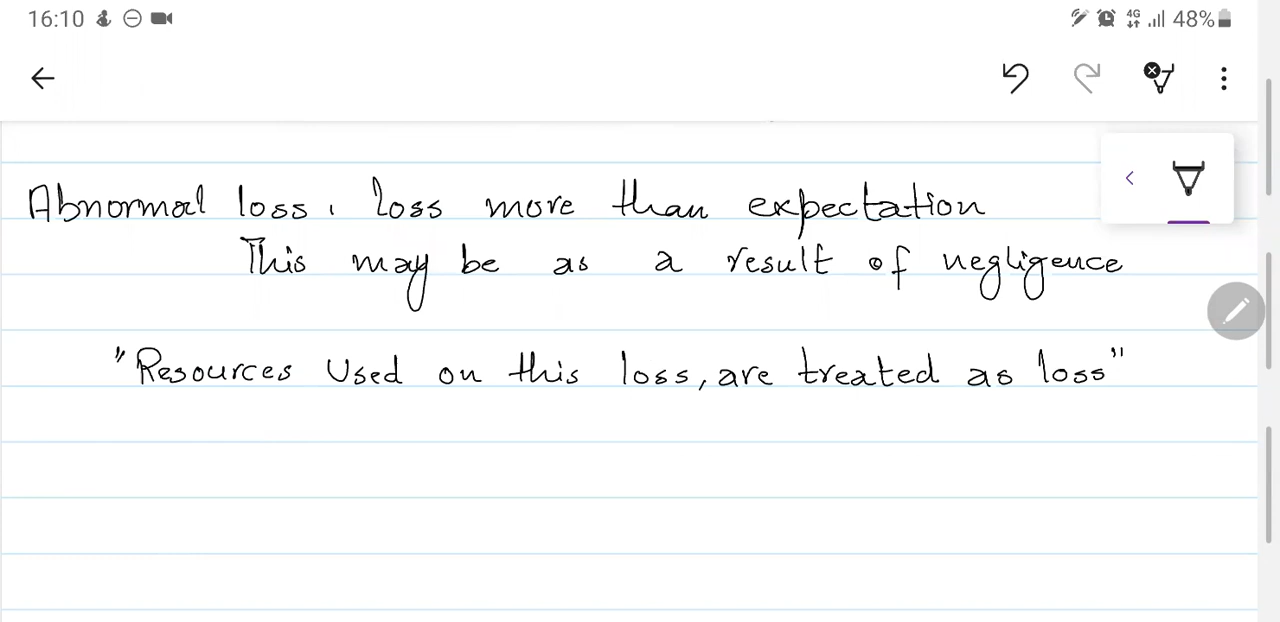 16:10 4G 48%
Abnormal loss, loss more than expectation
This may be as a result of negligence
"Resources Used on this loss, are treated as loss"